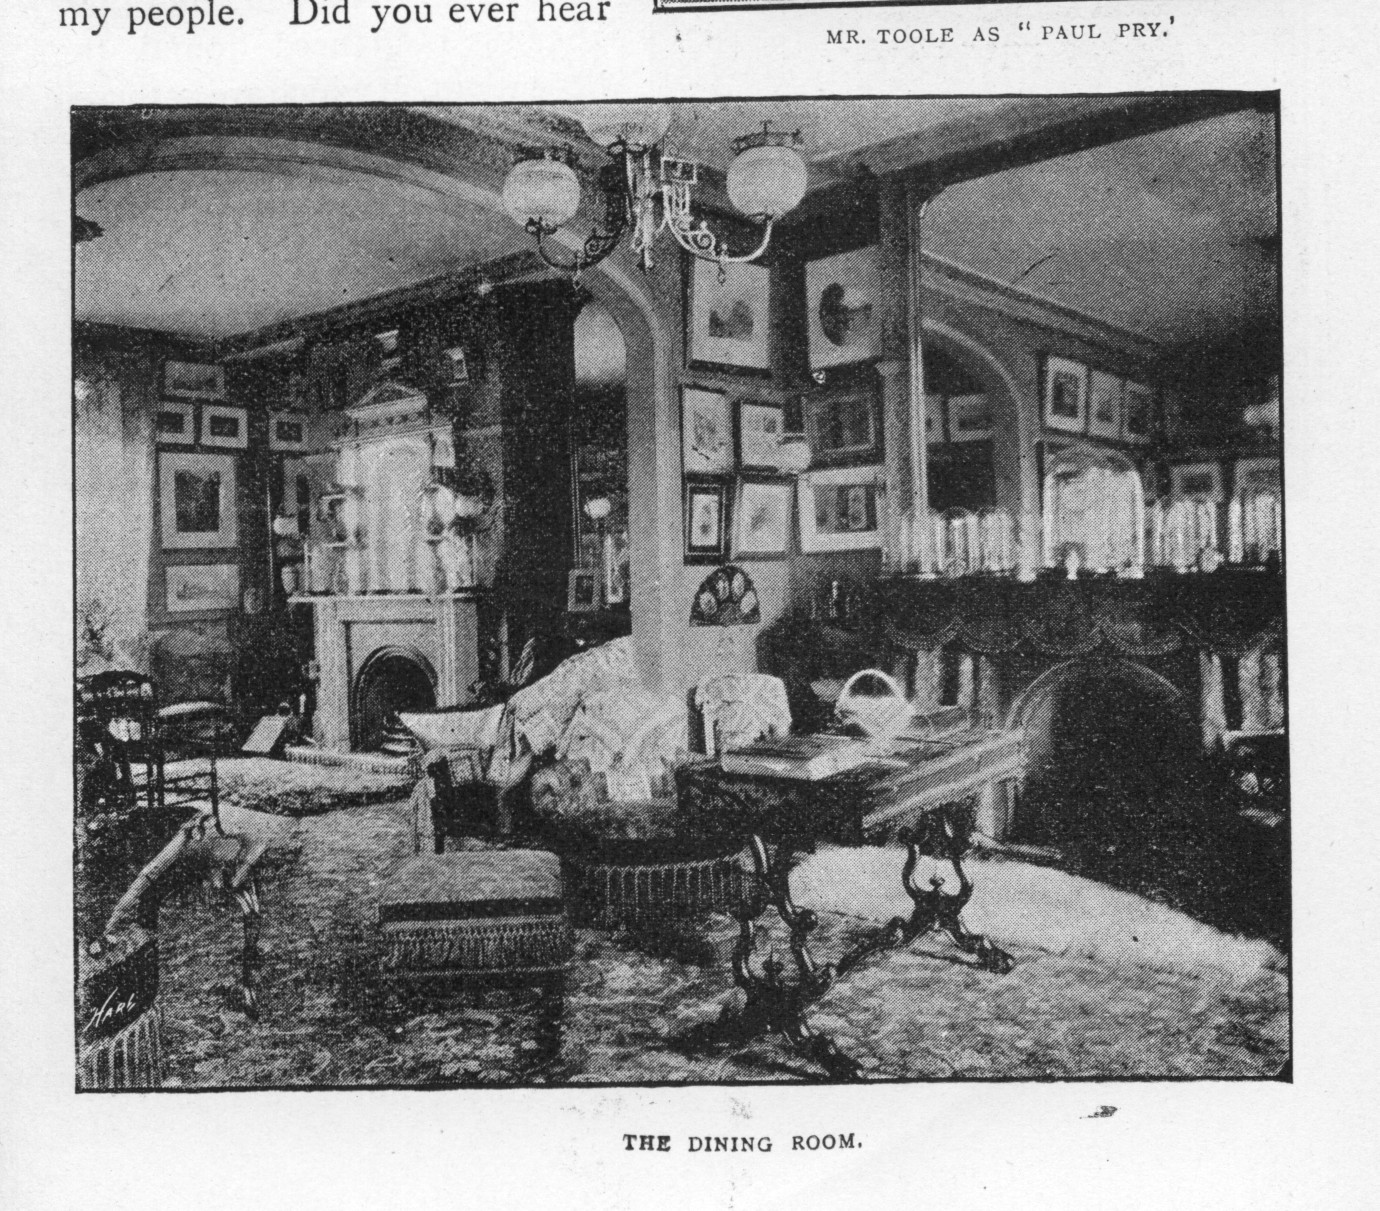 my people. Did you ever hear
MR. TOOLE AS “ PAUL PRY.'
THE DINING ROOM.